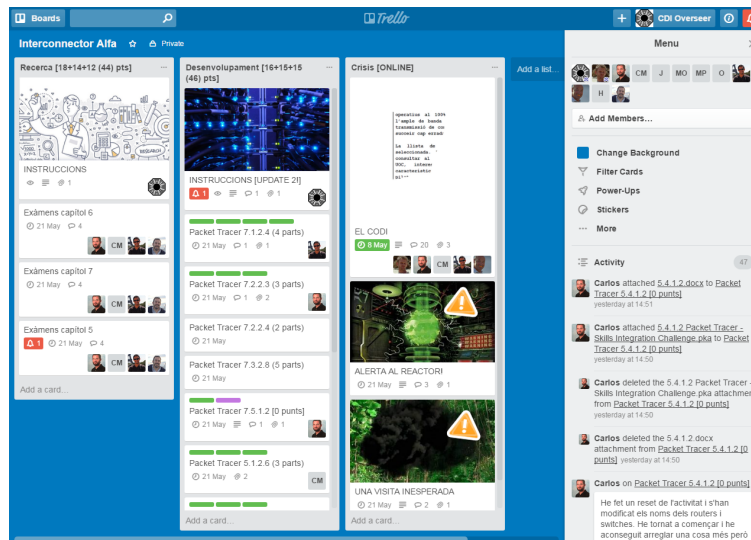 Boards
Trello
CDI Overseer
Interconnector Alfa
Private
Recerca [18+14+12 (44) pts]
RESEARCH
INSTRUCCIONS
1
Exàmens capítol 6
21 May 4
CM
Exàmens capítol 7
21 May 4
CM
Exàmens capítol 5
1 21 May 4
CM
Add a card...
Desenvolupament [16+15+15
(46) pts]
INSTRUCCIONS [UPDATE 2!]
1 1 1
Packet Tracer 7.1.2.4 (4 parts)
21 May 1 1
Packet Tracer 7.2.2.3 (3 parts)
21 May 1 2
Packet Tracer 7.2.2.4 (2 parts)
21 May
Packet Tracer 7.3.2.8 (5 parts)
21 May
Packet Tracer 7.5.1.2 [0 punts]
21 May 1 1
Packet Tracer 5.1.2.6 (3 parts)
21 May 2
CM
Add a card...
Crisis [ONLINE]
l'ample de banda
La llista de
seleccionada.
consultar al
EL CODI
8 May 20 3
CM
ALERTA AL REACTOR!
21 May 3 1
UNA VISITA INESPERADA
21 May 2 1
Add a card...
Add a list...
Menu
CM J MO MP O
H
Add Members...
Change Background
Filter Cards
Power-Ups
Stickers
More
Activity 47
Carlos attached 5.4.1.2.docx to Packet
Tracer 5.4.1.2 [0 punts]
yesterday at 14:51
Carlos attached 5.4.1.2 Packet Tracer -
Skills Integration Challenge.pka to Packet
Tracer 5.4.1.2 [0 punts]
yesterday at 14:50
Carlos deleted the 5.4.1.2 Packet Tracer -
Skills Integration Challenge.pka attachmen
from Packet Tracer 5.4.1.2 [0 punts]
yesterday at 14:50
Carlos deleted the 5.4.1.2.docx
attachment from Packet Tracer 5.4.1.2 [0
punts] yesterday at 14:50
Carlos on Packet Tracer 5.4.1.2 [0 punts]
He fet un reset de l'activitat i s'han
modificat els noms dels routers i
switches. He tornat a començar i he
aconseguit arreglar una cosa més però